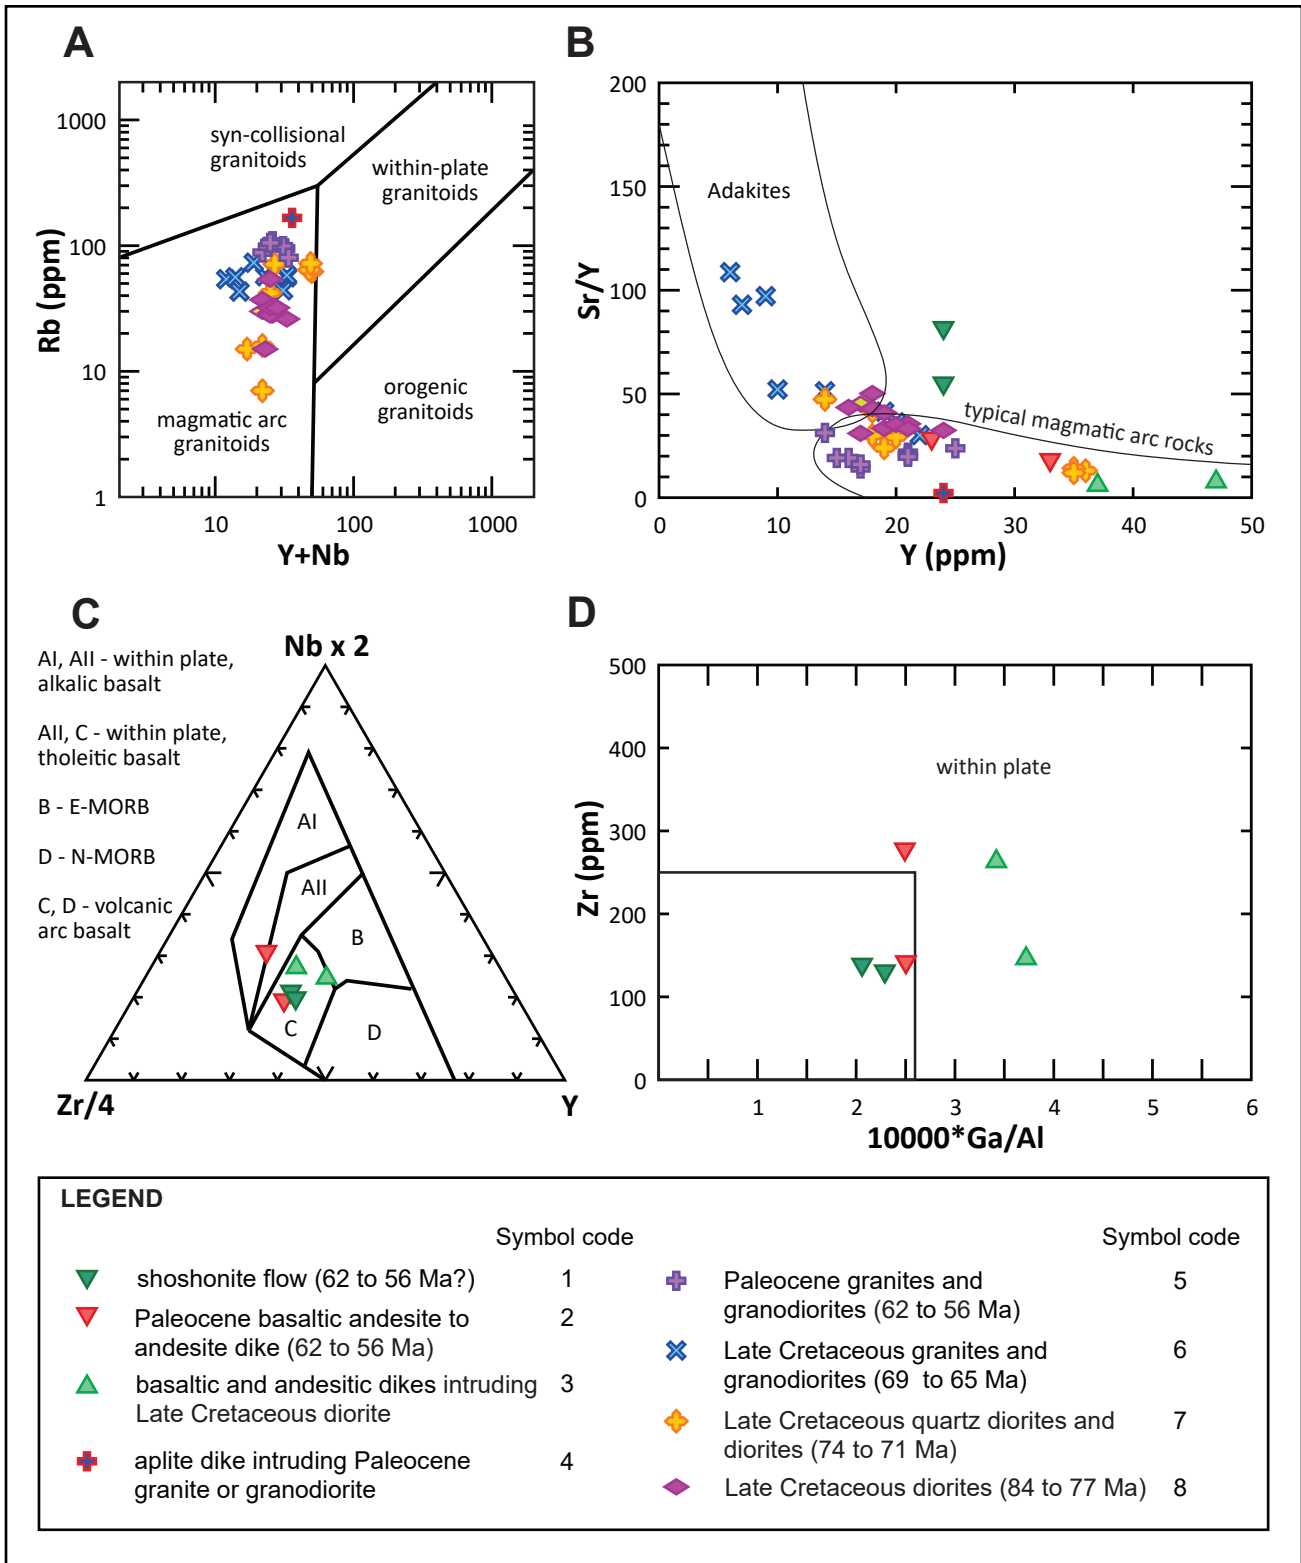 A
1000
100
10
1
Rb (ppm)
syn-collisional
granitoids
within-plate
granitoids
magmatic arc
granitoids
orogenic
granitoids
10
100
1000
Y+Nb
B
200
150
100
50
0
Sr/Y
Adakites
typical magmatic arc rocks
0
10
20
30
40
50
Y (ppm)
C
AI, AII - within plate,
alkalic basalt
AII, C - within plate,
tholeitic basalt
B - E-MORB
D - N-MORB
C, D - volcanic
arc basalt
Nb x 2
AI
AII
B
C
D
Zr/4
Y
D
500
400
300
200
100
0
Zr (ppm)
within plate
1
2
3
4
5
6
10000*Ga/Al
LEGEND
Symbol code
shoshonite flow (62 to 56 Ma?)
1
Paleocene basaltic andesite to
andesite dike (62 to 56 Ma)
2
basaltic and andesitic dikes intruding
Late Cretaceous diorite
3
aplite dike intruding Paleocene
granite or granodiorite
4
Symbol code
Paleocene granites and
granodiorites (62 to 56 Ma)
5
Late Cretaceous granites and
granodiorites (69 to 65 Ma)
6
Late Cretaceous quartz diorites and
diorites (74 to 71 Ma)
7
Late Cretaceous diorites (84 to 77 Ma)
8